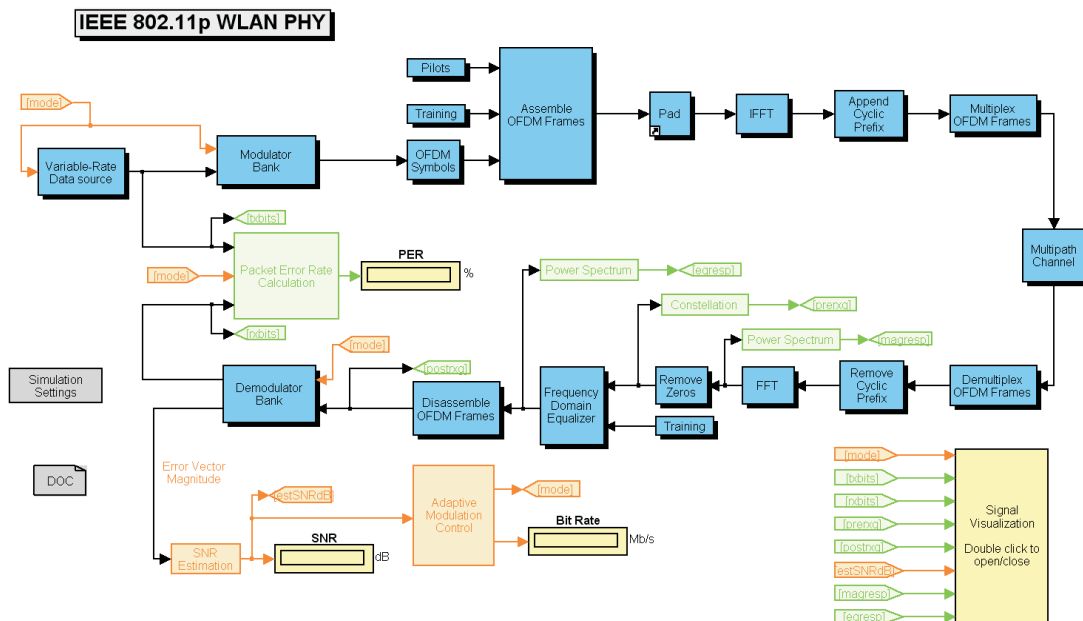 IEEE 802.11p WLAN PHY
Pilots
Training
OFDM
Symbols
Assemble
OFDM Frames
Pad
IFFT
Append
Cyclic
Prefix
Multiplex
OFDM Frames
[mode]
Variable-Rate
Data source
Modulator
Bank
Multipath
Channel
[txbits]
Packet Error Rate
Calculation
[mode]
[rxbits]
PER
%
Power Spectrum
[eqresp]
Constellation
[prerxg]
Power Spectrum
[magresp]
[mode]
[postrxg]
Simulation
Settings
Demodulator
Bank
Disassemble
OFDM Frames
Frequency
Domain
Equalizer
Remove
Zeros
FFT
Remove
Cyclic
Prefix
Demultiplex
OFDM Frames
Training
DOC
Error Vector
Magnitude
[estSNRdB]
SNR
Estimation
SNR
dB
Adaptive
Modulation
Control
[mode]
Bit Rate
Mb/s
[mode]
[txbits]
[rxbits]
[prerxg]
[postrxg]
[estSNRdB]
[magresp]
[eqresp]
Signal
Visualization
Double click to
open/close